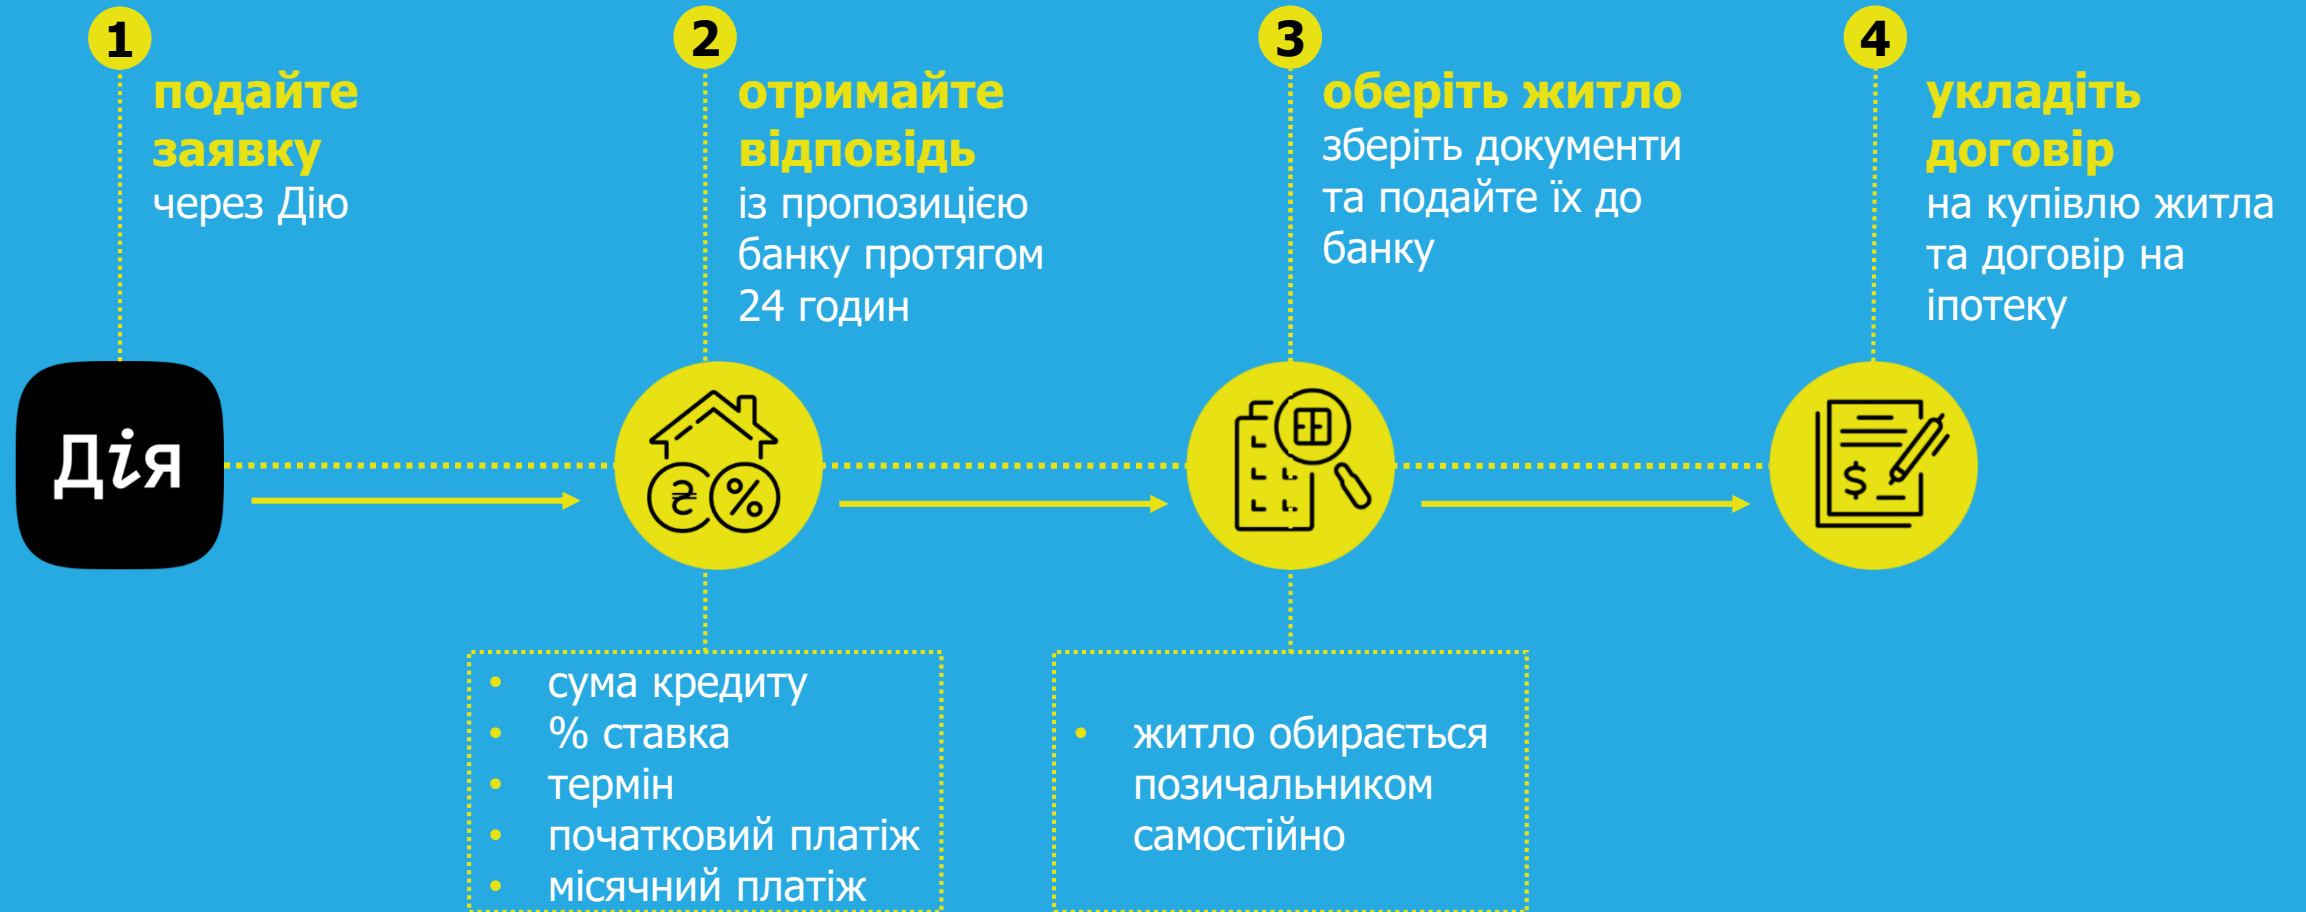 1
подайте
заявку
через Дію
2
отримайте
відповідь
із пропозицією
банку протягом
24 годин
3
оберіть житло
зберіть документи
та подайте їх до
банку
4
укладіть
договір
на купівлю житла
та договір на
іпотеку
Дія
₴ %
$
• сума кредиту
• % ставка
• термін
• початковий платіж
• місячний платіж
• житло обирається
позичальником
самостійно